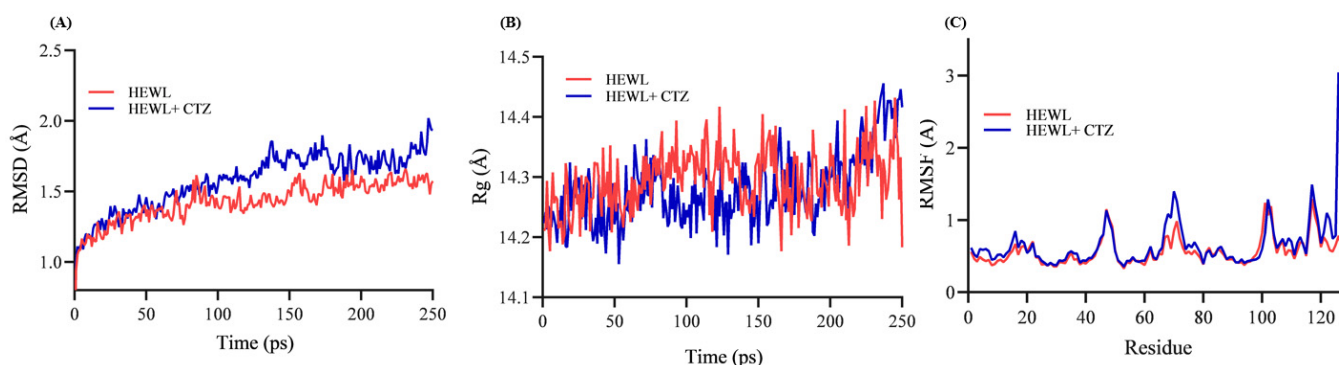 (A)
RMSD (Å)
2.5
2.0
1.5
1.0
HEWL
HEWL+ CTZ
0 50 100 150 200 250
Time (ps)
(B)
Rg (Å)
14.5
14.4
14.3
14.2
14.1
HEWL
HEWL+ CTZ
0 50 100 150 200 250
Time (ps)
(C)
RMSF (A)
3
2
1
0
HEWL
HEWL+ CTZ
0 20 40 60 80 100 120
Residue